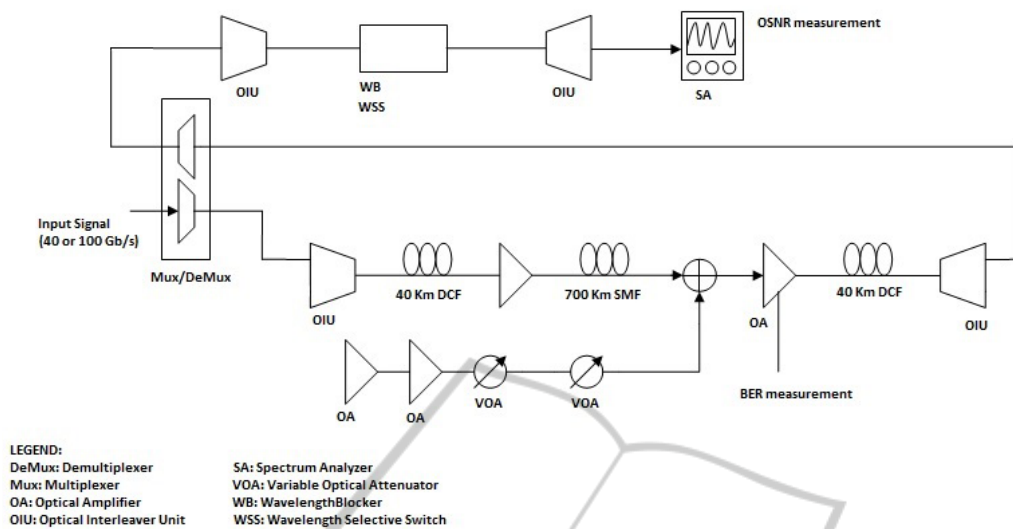 OSNR measurement
OIU
WB
WSS
OIU
SA
Input Signal
(40 or 100 Gb/s)
Mux/DeMux
40 Km DCF
700 Km SMF
OA
40 Km DCF
OIU
OIU
OA
OA
VOA
VOA
BER measurement
LEGEND:
DeMux: Demultiplexer
Mux: Multiplexer
OA: Optical Amplifier
OIU: Optical Interleaver Unit
SA: Spectrum Analyzer
VOA: Variable Optical Attenuator
WB: WavelengthBlocker
WSS: Wavelength Selective Switch